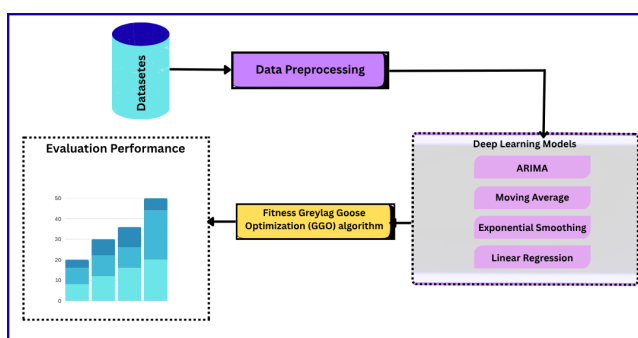 Datasetes
Data Preprocessing
Deep Learning Models
ARIMA
Moving Average
Exponential Smoothing
Linear Regression
Fitness Greylag Goose
Optimization (GGO) algorithm
Evaluation Performance
50
40
30
20
10
0